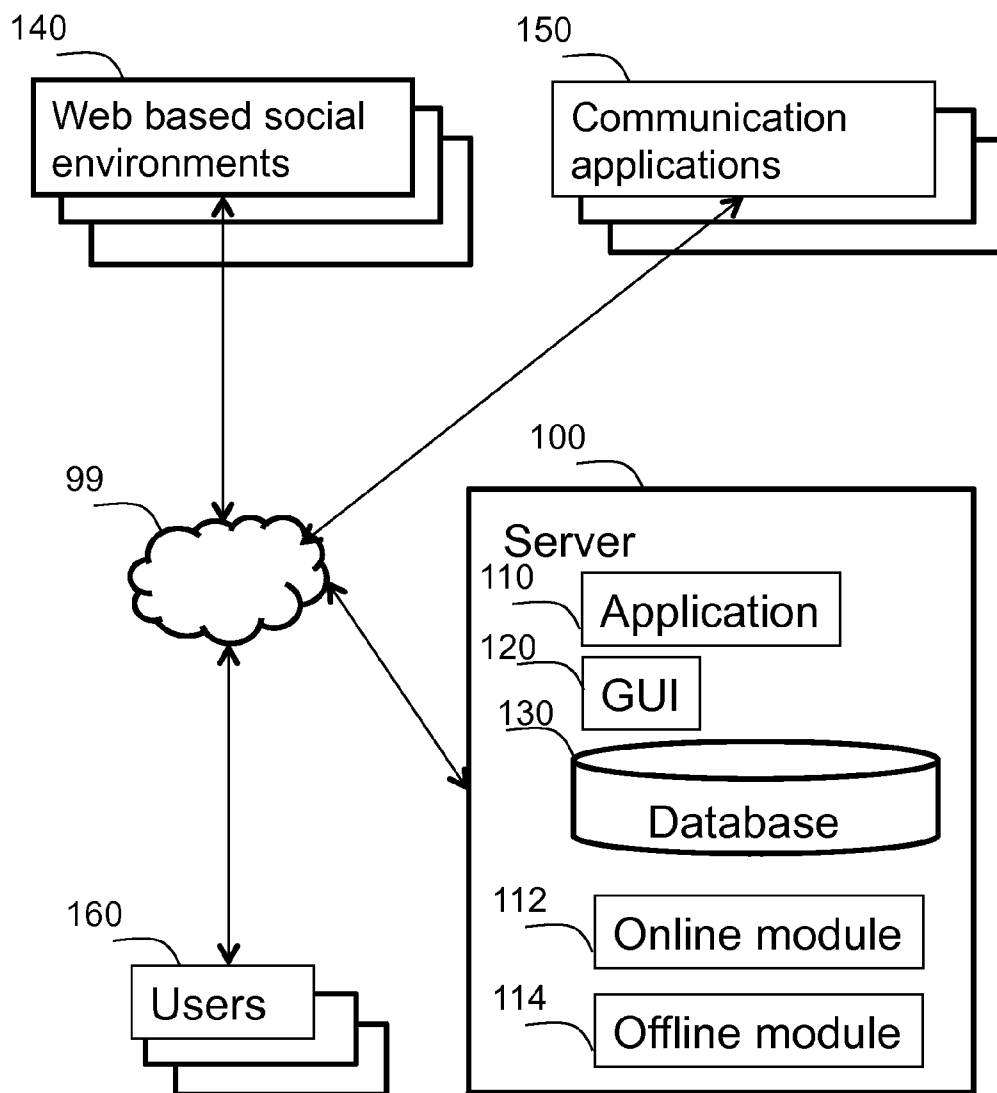 140
Web based social
environments
150
Communication
applications
99
100
Server
110
Application
120
GUI
130
Database
112
Online module
114
Offline module
160
Users